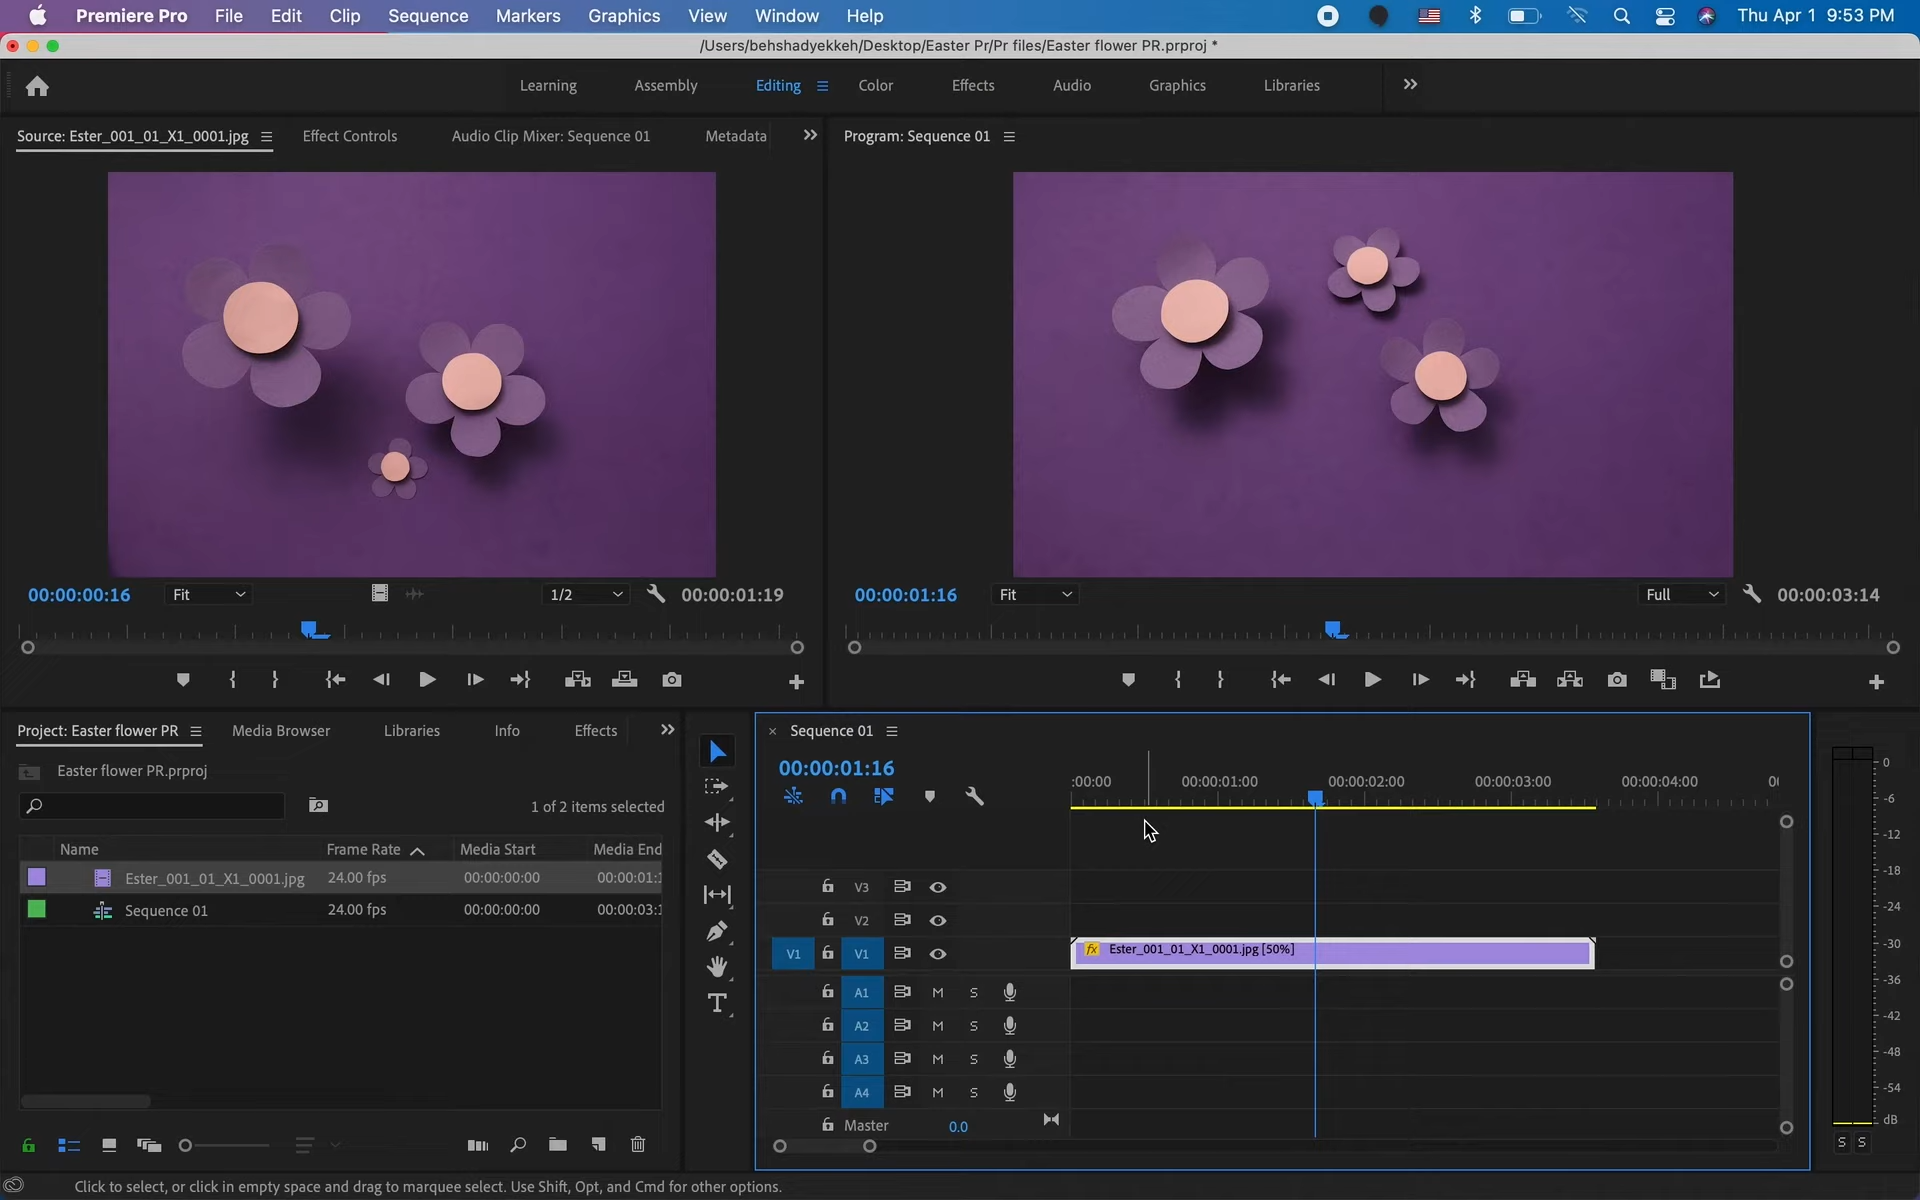 Premiere Pro File Edit Clip Sequence Markers Graphics View Window Help Thu Apr 1 9:53 PM
/Users/behshadyekkeh/Desktop/Easter Pr/Pr files/Easter flower PR.prproj *
Learning Assembly Editing Color Effects Audio Graphics Libraries
Source: Ester_001_01_X1_0001.jpg Effect Controls Audio Clip Mixer: Sequence 01 Metadata
Program: Sequence 01
00:00:00:16 Fit 1/2 00:00:01:19
00:00:01:16 Fit Full 00:00:03:14
Project: Easter flower PR Media Browser Libraries Info Effects
Easter flower PR.prproj
1 of 2 items selected
Name Frame Rate Media Start Media End
Ester_001_01_X1_0001.jpg 24.00 fps 00:00:00:00 00:00:01:
Sequence 01 24.00 fps 00:00:00:00 00:00:03:
× Sequence 01
00:00:01:16
:00:00 00:00:01:00 00:00:02:00 00:00:03:00 00:00:04:00
V3
V2
V1 V1 fx Ester_001_01_X1_0001.jpg [50%]
A1 M S
A2 M S
A3 M S
A4 M S
Master 0.0
0
-6
-12
-18
-24
-30
-36
-42
-48
-54
dB
S S
Click to select, or click in empty space and drag to marquee select. Use Shift, Opt, and Cmd for other options.